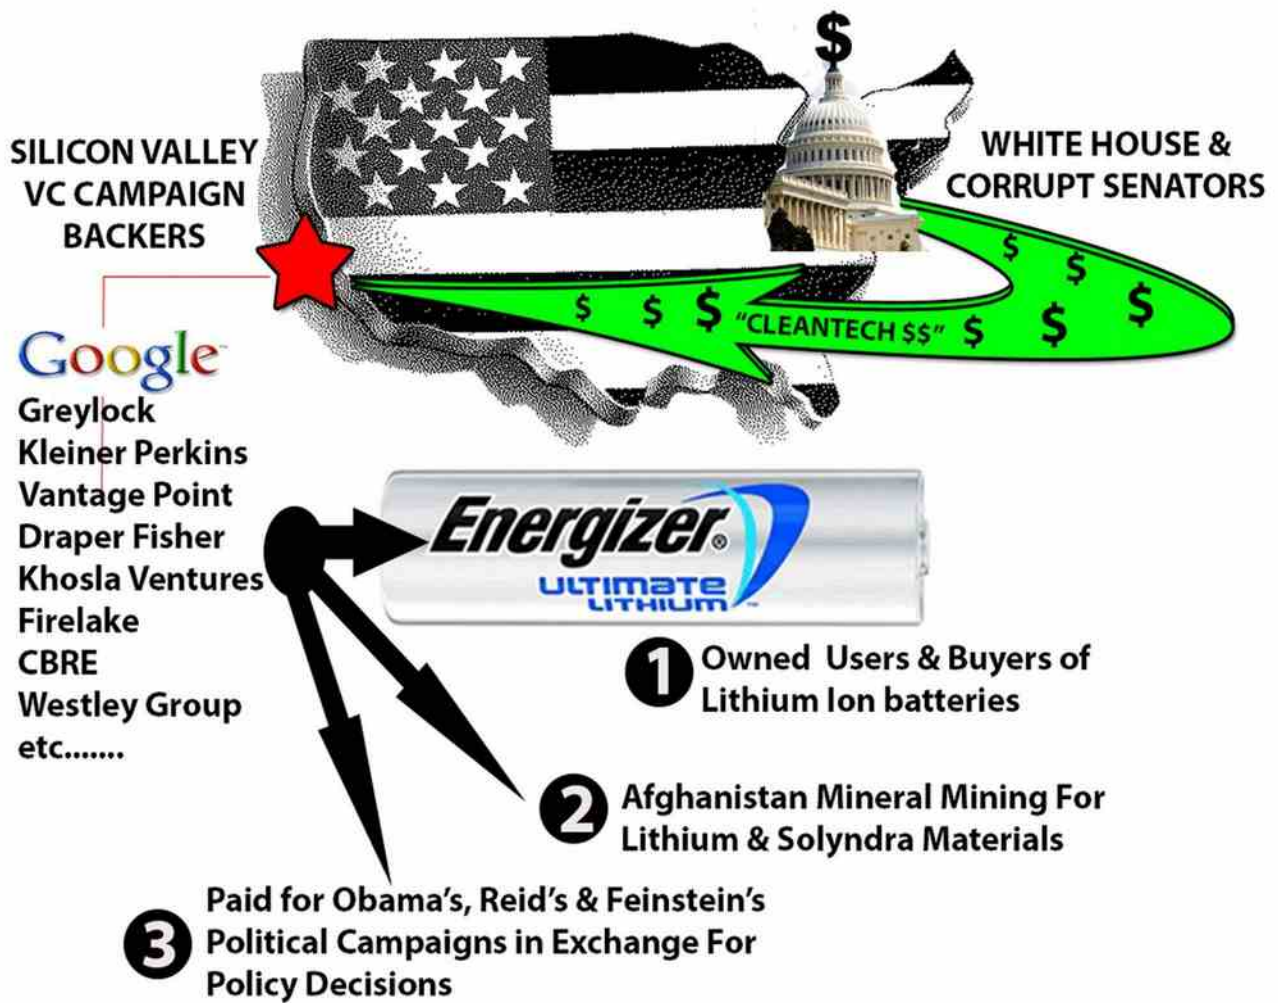 $
SILICON VALLEY
VC CAMPAIGN
BACKERS
WHITE HOUSE &
CORRUPT SENATORS
$
$
$
$
$
$ $ $ "CLEANTECH $$" $
Google
Greylock
Kleiner Perkins
Vantage Point
Draper Fisher
Khosla Ventures
Firelake
CBRE
Westley Group
etc.......
Energizer®
ULTIMATE
LITHIUM™
1 Owned Users & Buyers of
Lithium Ion batteries
2 Afghanistan Mineral Mining For
Lithium & Solyndra Materials
3 Paid for Obama's, Reid's & Feinstein's
Political Campaigns in Exchange For
Policy Decisions